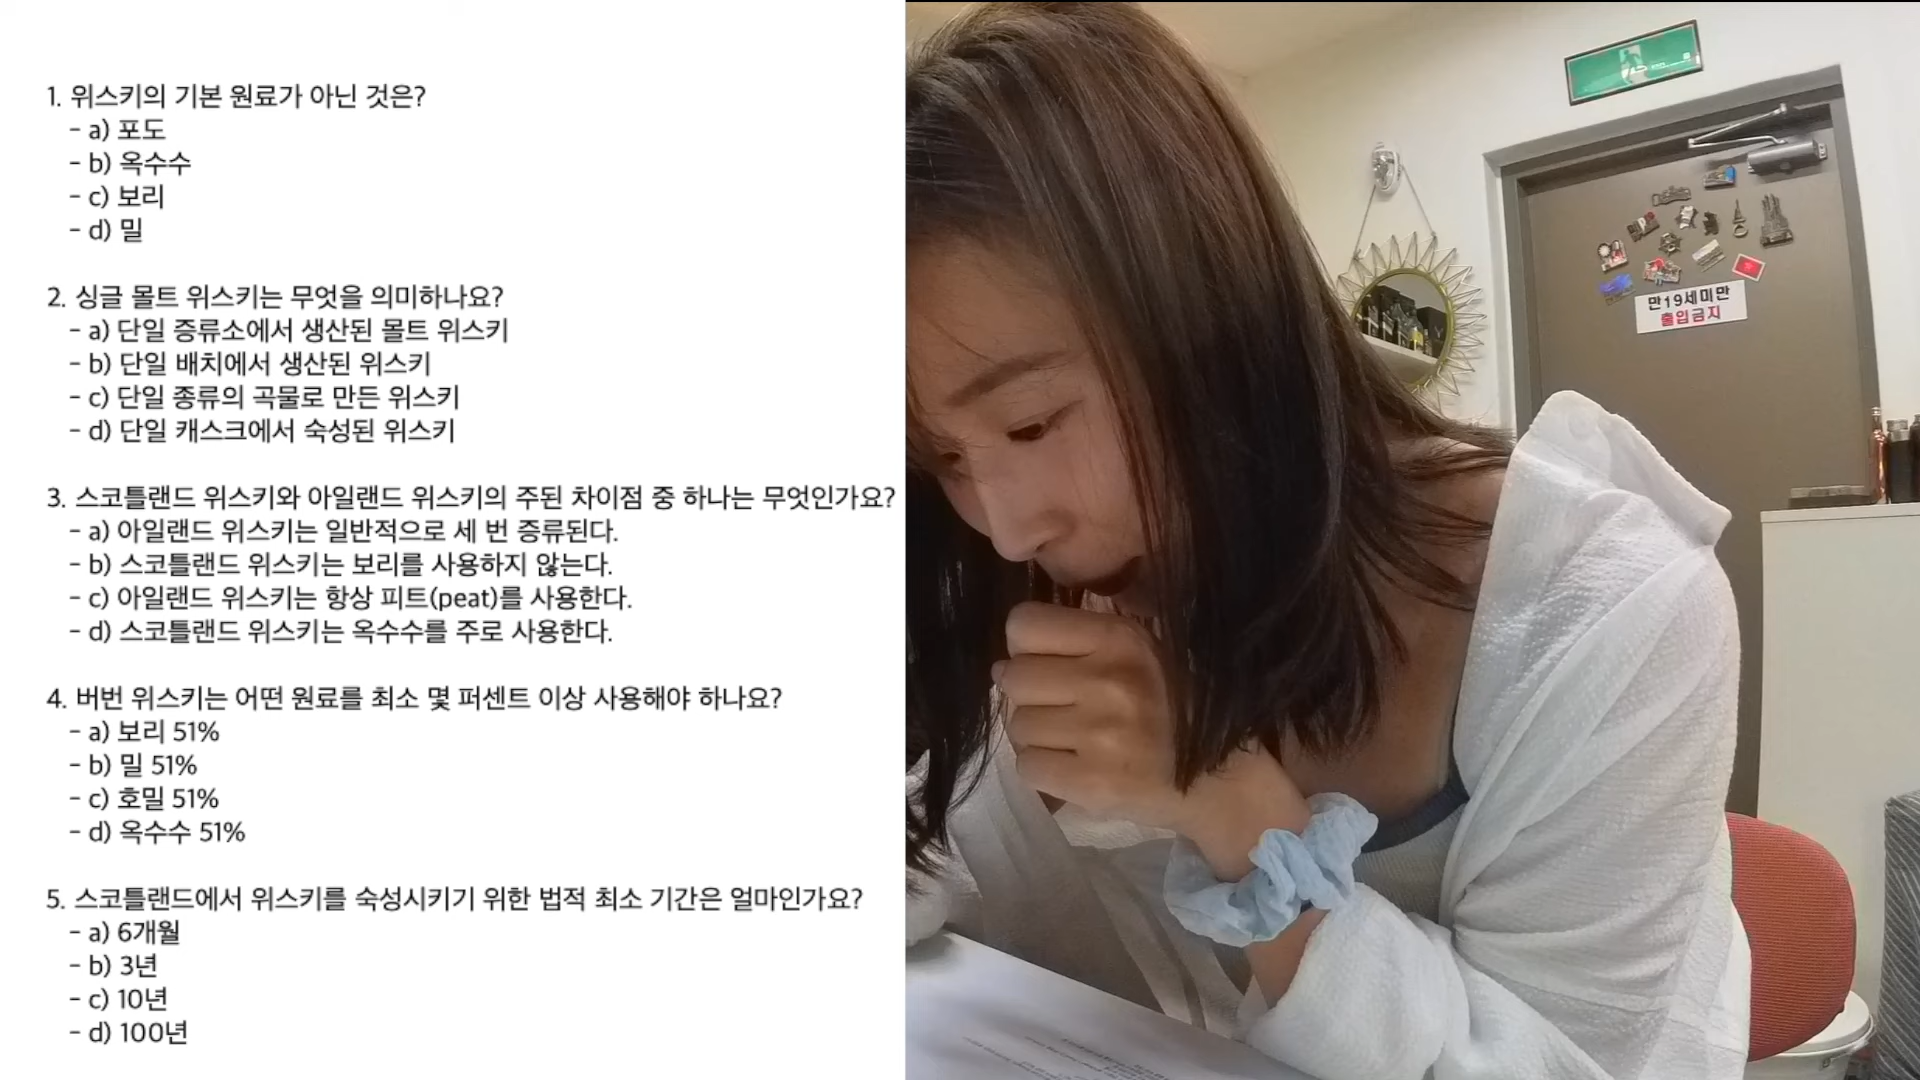 1. 위스키의 기본 원료가 아닌 것은?
- a) 포도
- b) 옥수수
- c) 보리
- d) 밀
2. 싱글 몰트 위스키는 무엇을 의미하나요?
- a) 단일 증류소에서 생산된 몰트 위스키
- b) 단일 배치에서 생산된 위스키
- c) 단일 종류의 곡물로 만든 위스키
- d) 단일 캐스크에서 숙성된 위스키
3. 스코틀랜드 위스키와 아일랜드 위스키의 주된 차이점 중 하나는 무엇인가요?
- a) 아일랜드 위스키는 일반적으로 세 번 증류된다.
- b) 스코틀랜드 위스키는 보리를 사용하지 않는다.
- c) 아일랜드 위스키는 항상 피트(peat)를 사용한다.
- d) 스코틀랜드 위스키는 옥수수를 주로 사용한다.
4. 버번 위스키는 어떤 원료를 최소 몇 퍼센트 이상 사용해야 하나요?
- a) 보리 51%
- b) 밀 51%
- c) 호밀 51%
- d) 옥수수 51%
5. 스코틀랜드에서 위스키를 숙성시키기 위한 법적 최소 기간은 얼마인가요?
- a) 6개월
- b) 3년
- c) 10년
- d) 100년
만19세미만
출입금지